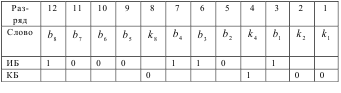 Раз-ряд 12 11 10 9 8 7 6 5 4 3 2 1
Слово b₈ b₇ b₆ b₅ k₈ b₄ b₃ b₂ k₄ b₁ k₂ k₁
ИБ 1 0 0 0 1 1 0 1
КБ 0 1 0 0